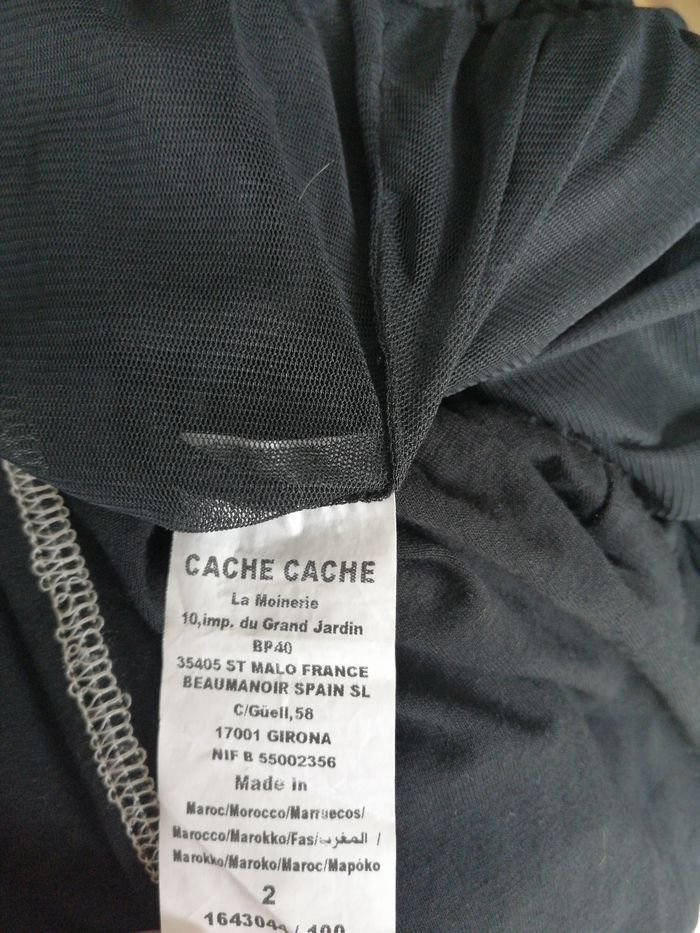 CACHE CACHE
La Moinerie
10,imp. du Grand Jardin
BP40
35405 ST MALO FRANCE
BEAUMANOIR SPAIN SL
C/Güell,58
17001 GIRONA
NIF B 55002356
Made in
Maroc/Morocco/Marruecos/
Marocco/Marokko/Fas/المغرب /
Marokko/Maroko/Maroc/Mapóko
2